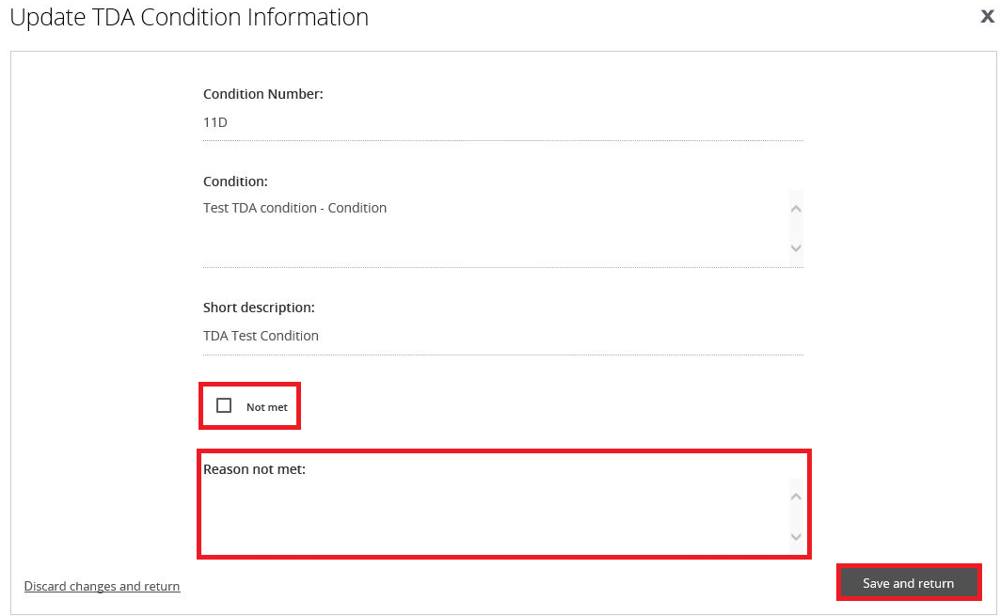 Update TDA Condition Information
X
Condition Number:
11D
Condition:
Test TDA condition - Condition
Short description:
TDA Test Condition
Not met
Reason not met:
Discard changes and return
Save and return